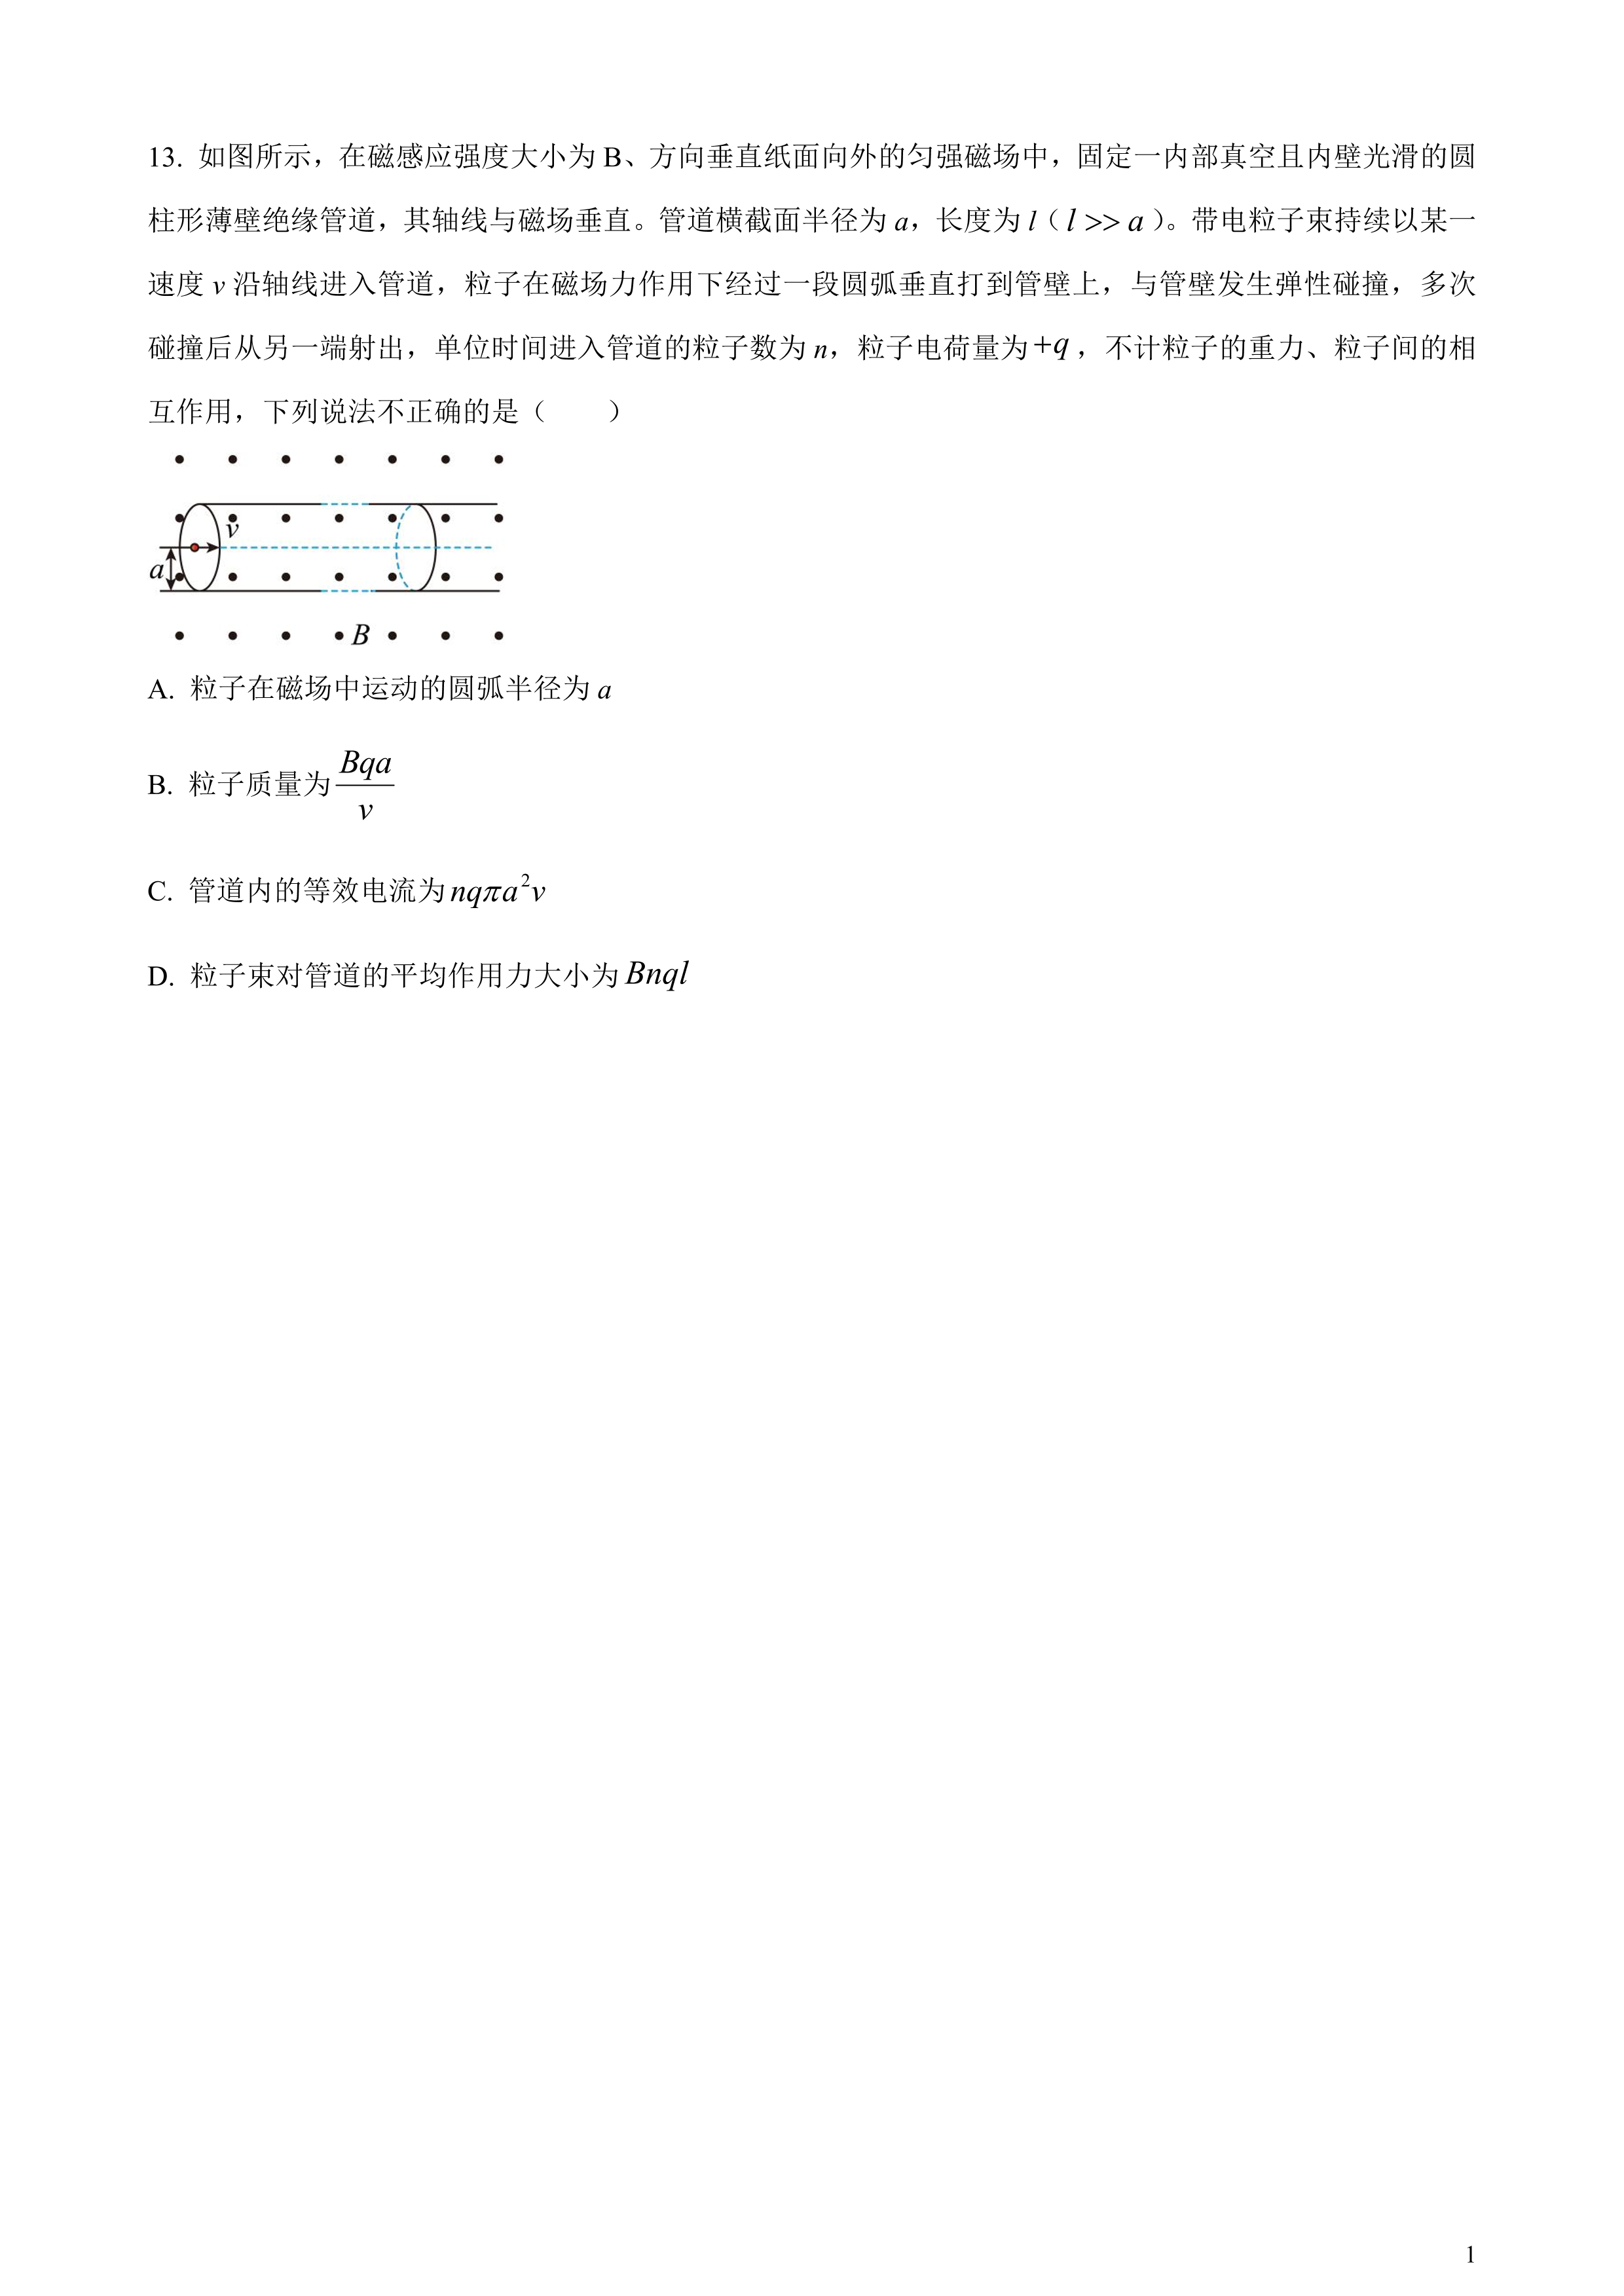 13. 如图所示，在磁感应强度大小为 B、方向垂直纸面向外的匀强磁场中，固定一内部真空且内壁光滑的圆
柱形薄壁绝缘管道，其轴线与磁场垂直。管道横截面半径为 a，长度为 l（l >> a）。带电粒子束持续以某一
速度 v 沿轴线进入管道，粒子在磁场力作用下经过一段圆弧垂直打到管壁上，与管壁发生弹性碰撞，多次
碰撞后从另一端射出，单位时间进入管道的粒子数为 n，粒子电荷量为+q，不计粒子的重力、粒子间的相
互作用，下列说法不正确的是（　　）
v
a
B
A. 粒子在磁场中运动的圆弧半径为 a
B. 粒子质量为 Bqa/v
C. 管道内的等效电流为 nqπa²v
D. 粒子束对管道的平均作用力大小为 Bnql
1